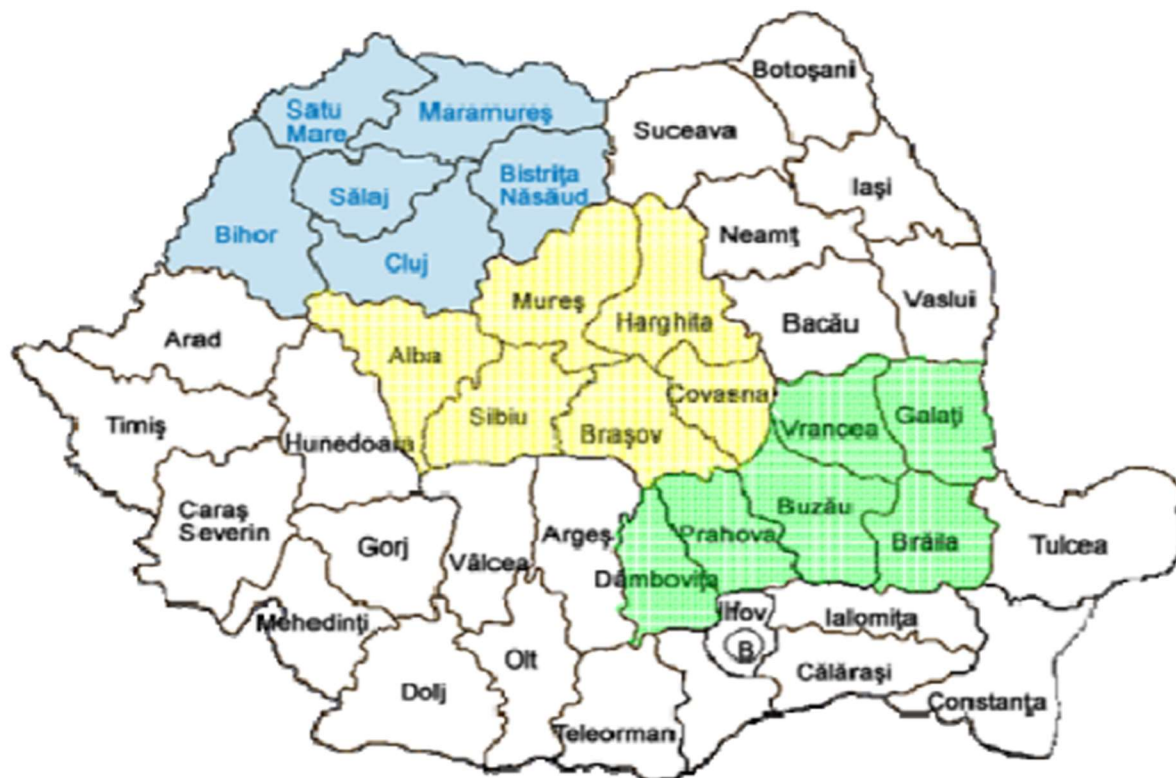 Botoşani
Satu
Mare
Maramureş
Suceava
Iaşi
Bistriţa
Năsăud
Sălaj
Bihor
Neamţ
Cluj
Vaslui
Mureş
Harghita
Bacău
Arad
Alba
Covasna
Timiş
Silbiu
Braşov
Vrancea
Galaţi
Hunedoara
Caraş
Severin
Buzău
Prahova
Brăila
Tulcea
Gorj
Vâlcea
Argeş
Dâmboviţa
Ilfov
Ialomiţa
Mehedinţi
B
Olt
Călăraşi
Dolj
Constanţa
Teleorman